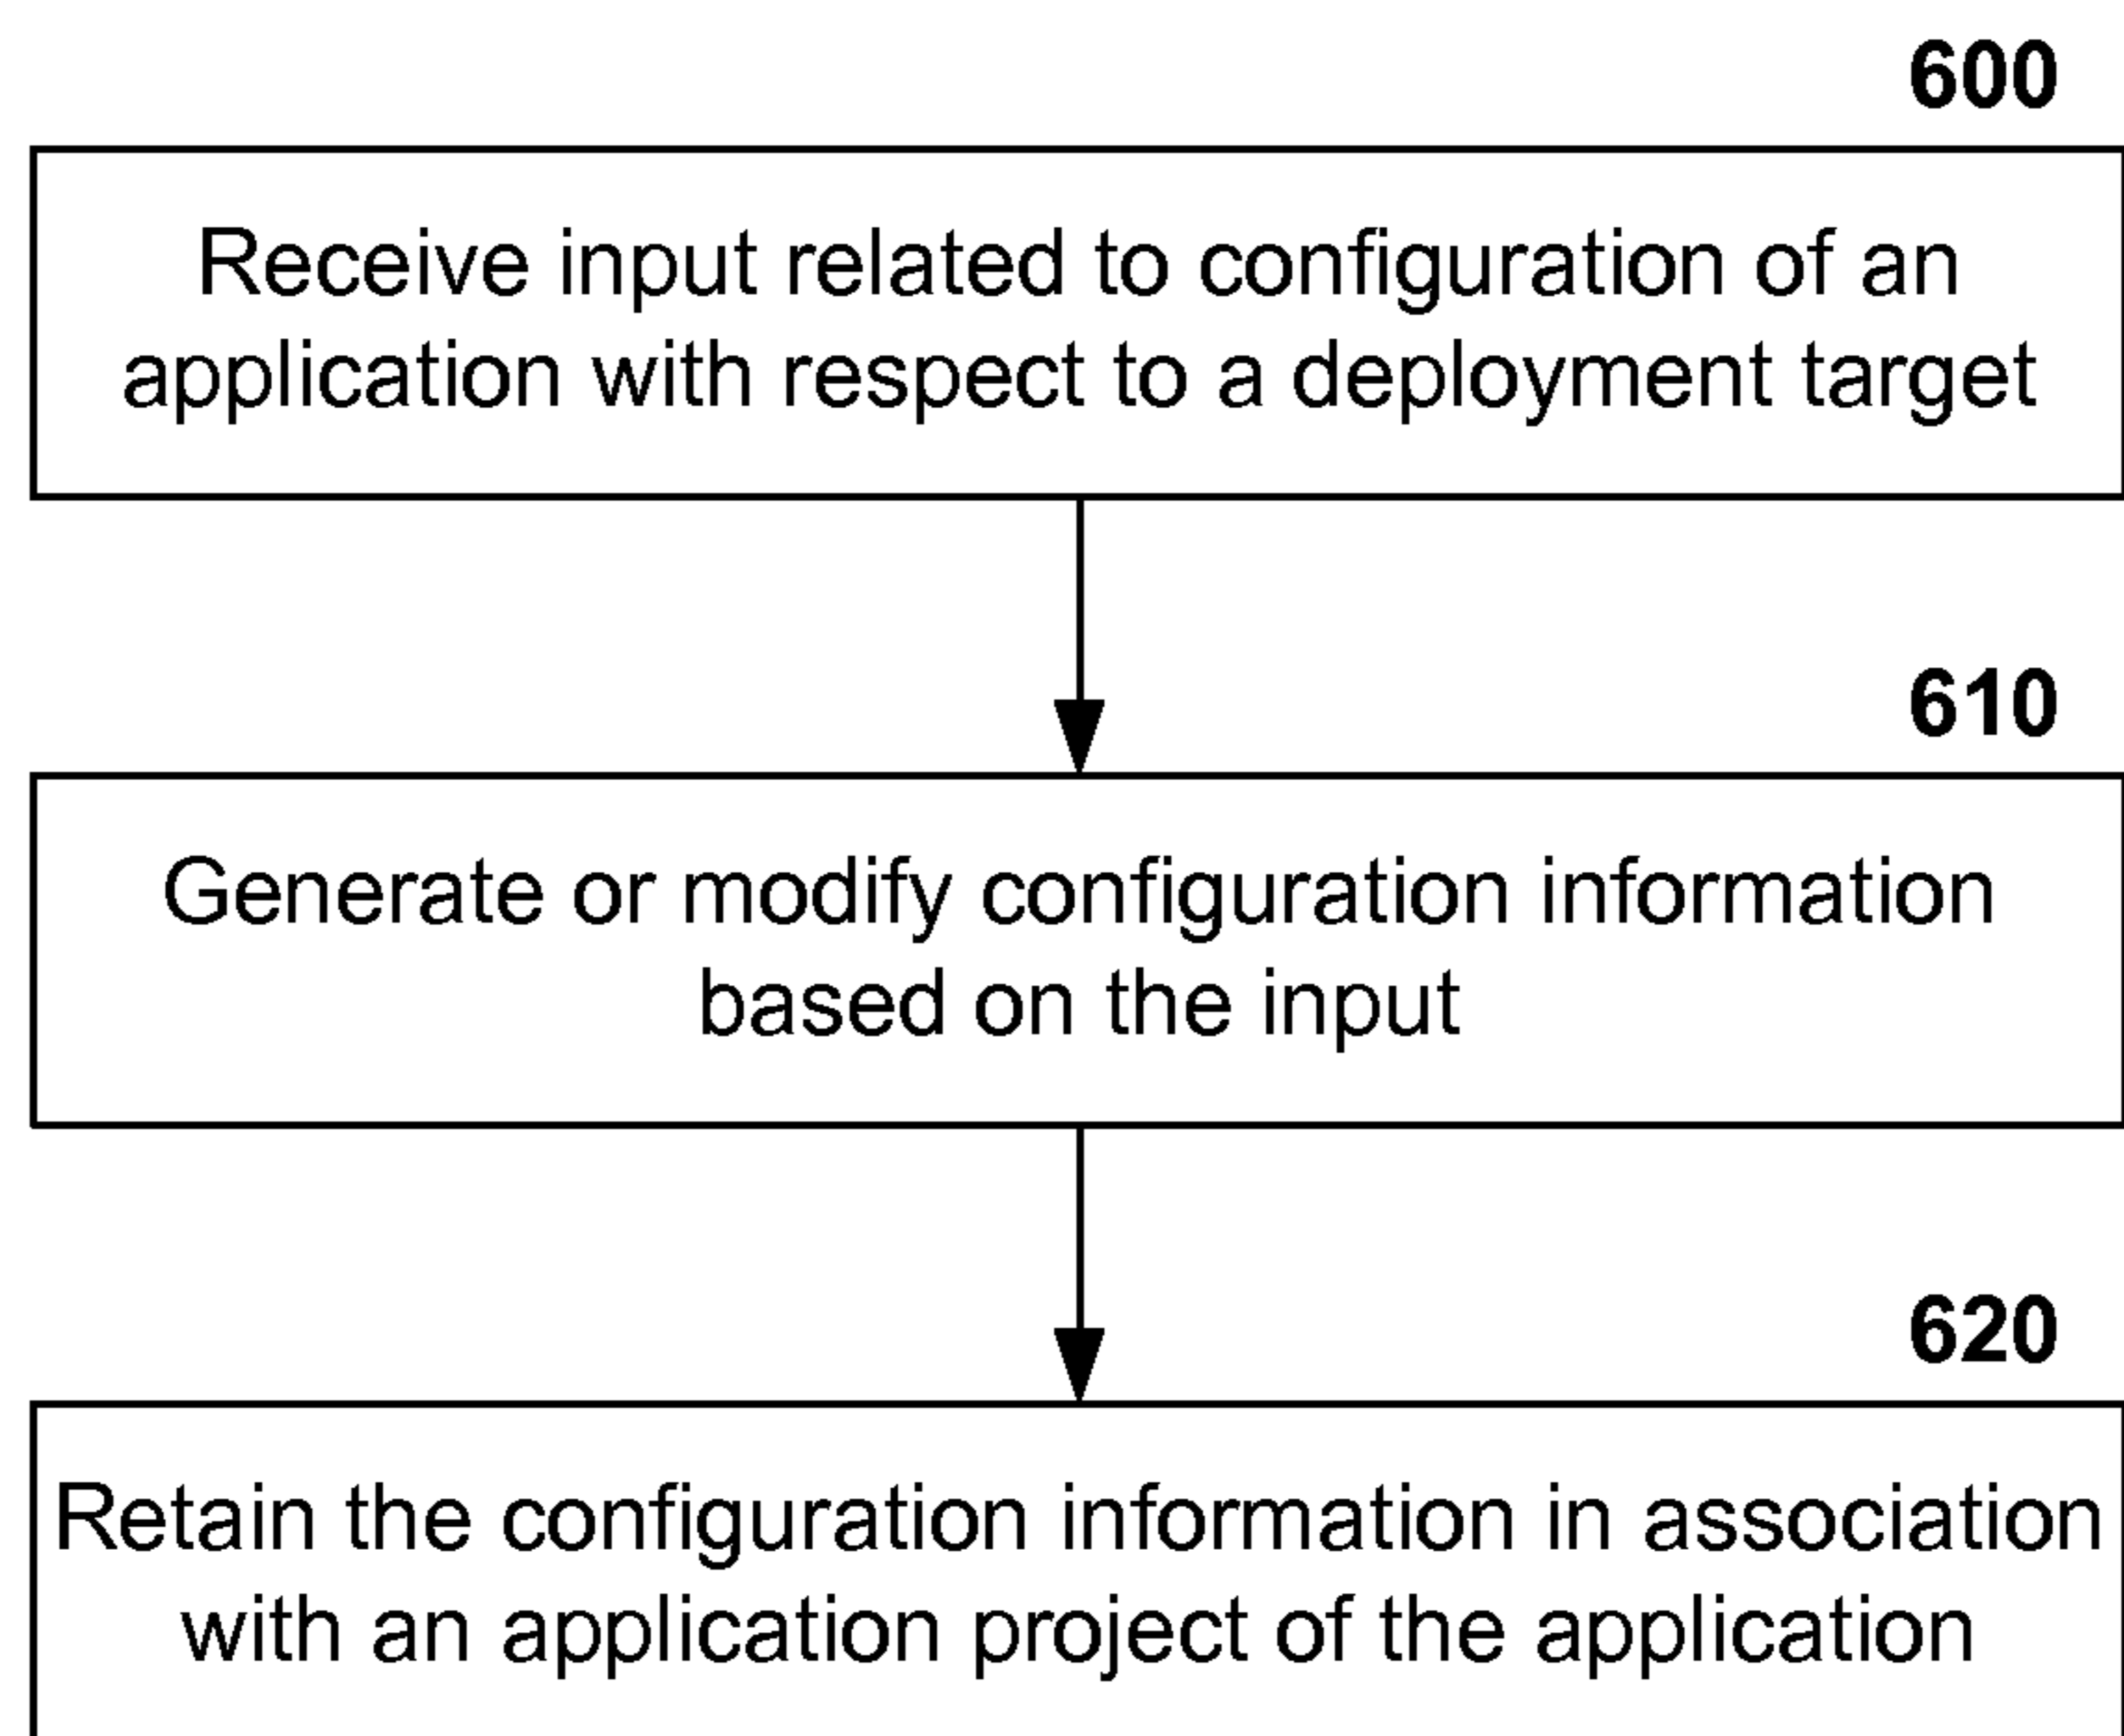 600
Receive input related to configuration of an
application with respect to a deployment target
610
Generate or modify configuration information
based on the input
620
Retain the configuration information in association
with an application project of the application